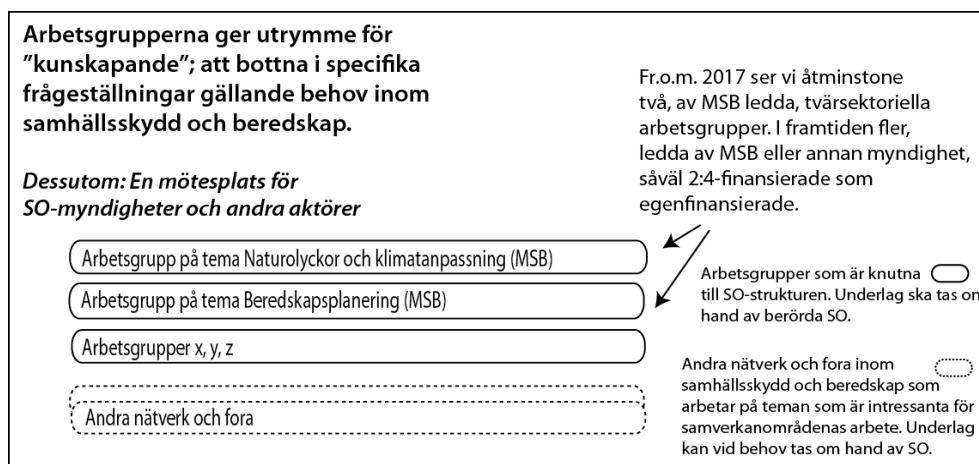 Arbetsgrupperna ger utrymme för
”kunskapande”; att bottna i specifika
frågeställningar gällande behov inom
samhällsskydd och beredskap.
Dessutom: En mötesplats för
SO-myndigheter och andra aktörer
Fr.o.m. 2017 ser vi åtminstone
två, av MSB ledda, tvärsektoriella
arbetsgrupper. I framtiden fler,
ledda av MSB eller annan myndighet,
såväl 2:4-finansierade som
egenfinansierade.
Arbetsgrupp på tema Naturolyckor och klimatanpassning (MSB)
Arbetsgrupp på tema Beredskapsplanering (MSB)
Arbetsgrupper x, y, z
Andra nätverk och fora
Arbetsgrupper som är knutna
till SO-strukturen. Underlag ska tas om
hand av berörda SO.
Andra nätverk och fora inom
samhällsskydd och beredskap som
arbetar på teman som är intressanta för
samverkanområdenas arbete. Underlag
kan vid behov tas om hand av SO.